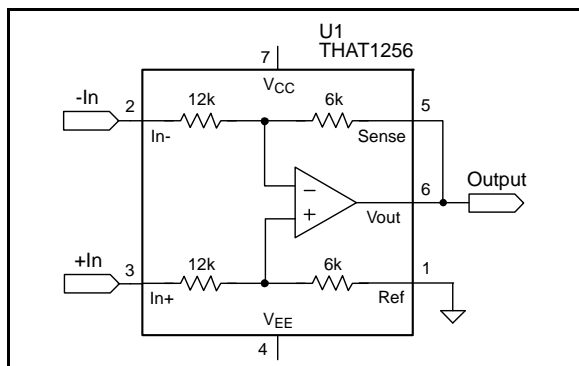 U1
THAT1256
7
VCC
-In
2
12k
6k
5
In-
Sense
−
6
Output
+
Vout
+In
3
12k
6k
1
In+
Ref
VEE
4